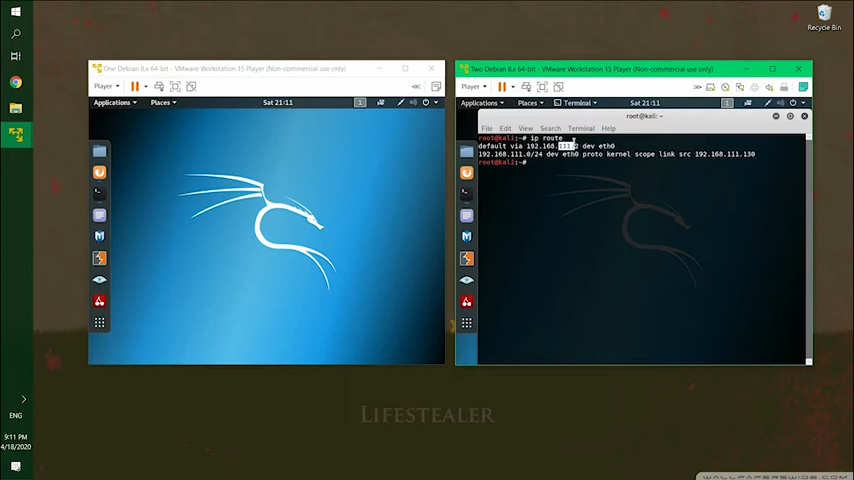 Recycle Bin
One Debian 8.x 64-bit - VMware Workstation 15 Player (Non-commercial use only)
Player
Applications Places Sat 21:11 1
Two Debian 8.x 64-bit - VMware Workstation 15 Player (Non-commercial use only)
Player
Applications Places Terminal Sat 21:11 1
root@kali: ~
File Edit View Search Terminal Help
root@kali:~# ip route
default via 192.168.111.2 dev eth0
192.168.111.0/24 dev eth0 proto kernel scope link src 192.168.111.130
root@kali:~#
LIFESTEALER
ENG
9:11 PM
4/18/2020
WALLPAPERSWIDE.COM